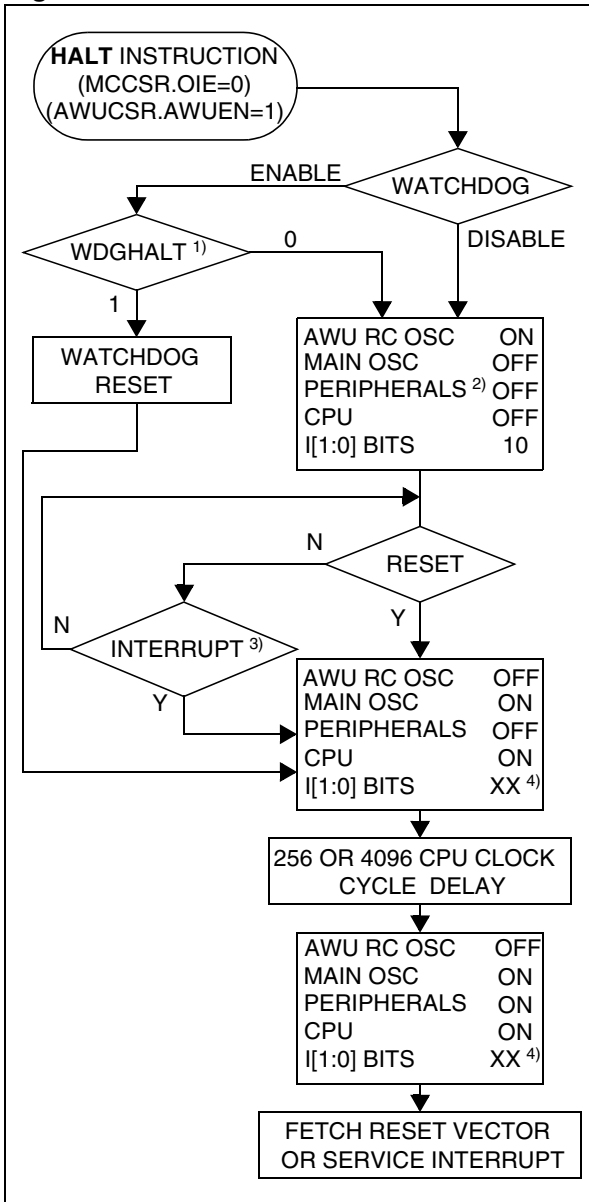 HALT INSTRUCTION
(MCCSR.OIE=0)
(AWUCSR.AWUEN=1)
ENABLE
WATCHDOG
WDGHALT 1)
0
DISABLE
1
WATCHDOG
RESET
AWU RC OSC ON
MAIN OSC OFF
PERIPHERALS 2) OFF
CPU OFF
I[1:0] BITS 10
N
RESET
N
INTERRUPT 3)
Y
Y
AWU RC OSC OFF
MAIN OSC ON
PERIPHERALS OFF
CPU ON
I[1:0] BITS XX 4)
256 OR 4096 CPU CLOCK
CYCLE DELAY
AWU RC OSC OFF
MAIN OSC ON
PERIPHERALS ON
CPU ON
I[1:0] BITS XX 4)
FETCH RESET VECTOR
OR SERVICE INTERRUPT